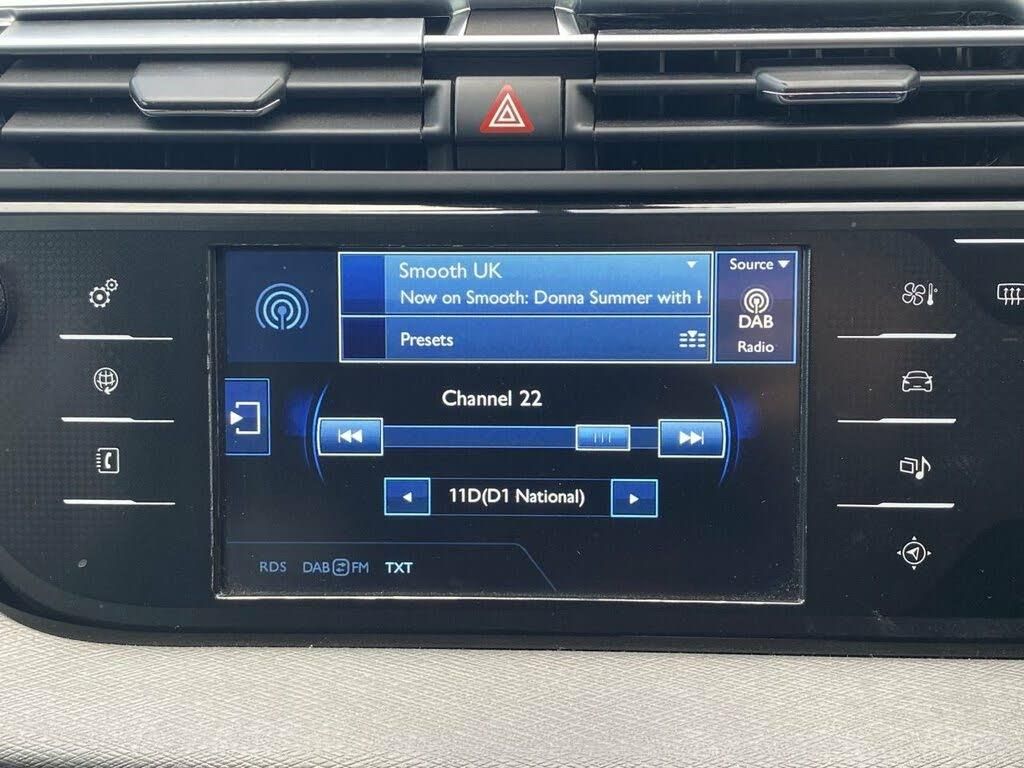 Smooth UK
Source
Now on Smooth: Donna Summer with
DAB
Presets
Radio
Channel 22
11D(D1 National)
RDS DAB FM TXT